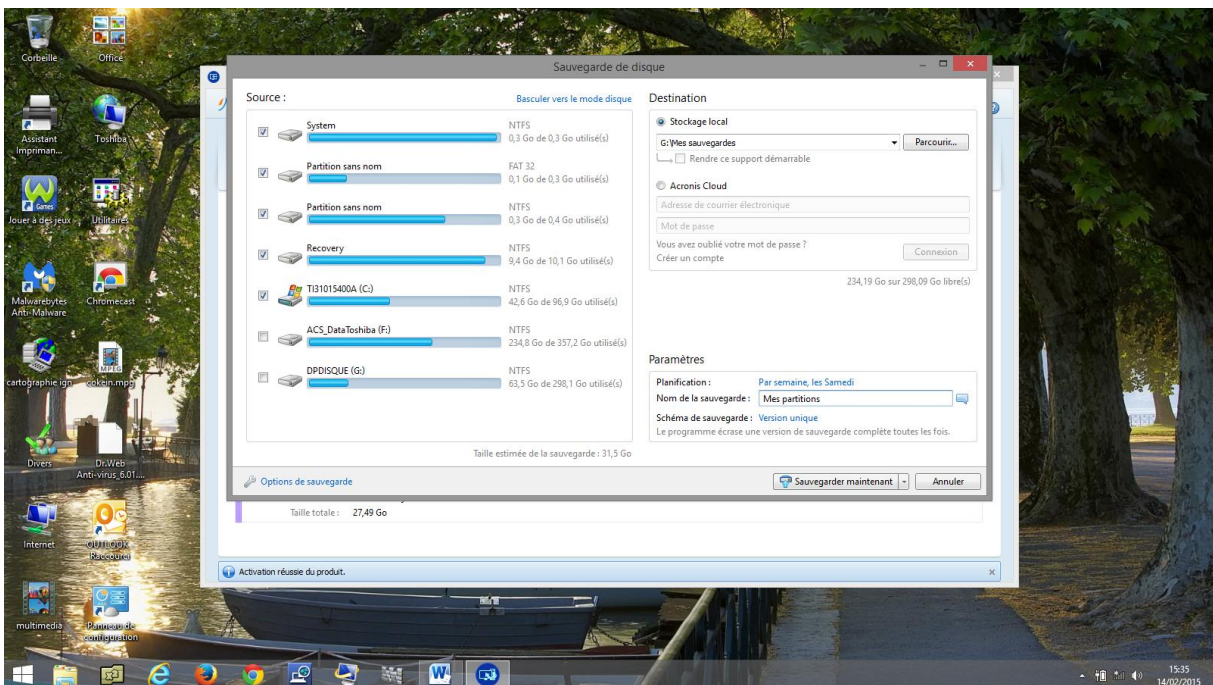 Corbeille
Office
Assistant
Impriman...
Toshiba
Games
Jouer à des jeux
Utilitaires
Malwarebytes
Anti-Malware
Chromecast
MPEG
cartographie ign
cokein.mpg
Divers
Dr.Web
Anti-virus_6.01....
Internet
OUTLOOK
Raccourci
multimedia
Panneau de
configuration
Sauvegarde de disque
Source :
Basculer vers le mode disque
System
NTFS
0,3 Go de 0,3 Go utilisé(s)
Partition sans nom
FAT 32
0,1 Go de 0,3 Go utilisé(s)
Partition sans nom
NTFS
0,3 Go de 0,4 Go utilisé(s)
Recovery
NTFS
9,4 Go de 10,1 Go utilisé(s)
TI31015400A (C:)
NTFS
42,6 Go de 96,9 Go utilisé(s)
ACS_DataToshiba (F:)
NTFS
234,8 Go de 357,2 Go utilisé(s)
DPDISQUE (G:)
NTFS
63,5 Go de 298,1 Go utilisé(s)
Taille estimée de la sauvegarde : 31,5 Go
Destination
Stockage local
G:\Mes sauvegardes
Parcourir...
Rendre ce support démarrable
Acronis Cloud
Adresse de courrier électronique
Mot de passe
Vous avez oublié votre mot de passe ?
Créer un compte
Connexion
234,19 Go sur 298,09 Go libre(s)
Paramètres
Planification : Par semaine, les Samedi
Nom de la sauvegarde : Mes partitions
Schéma de sauvegarde : Version unique
Le programme écrase une version de sauvegarde complète toutes les fois.
Options de sauvegarde
Sauvegarder maintenant
Annuler
Taille totale : 27,49 Go
Activation réussie du produit.
15:35
14/02/2015